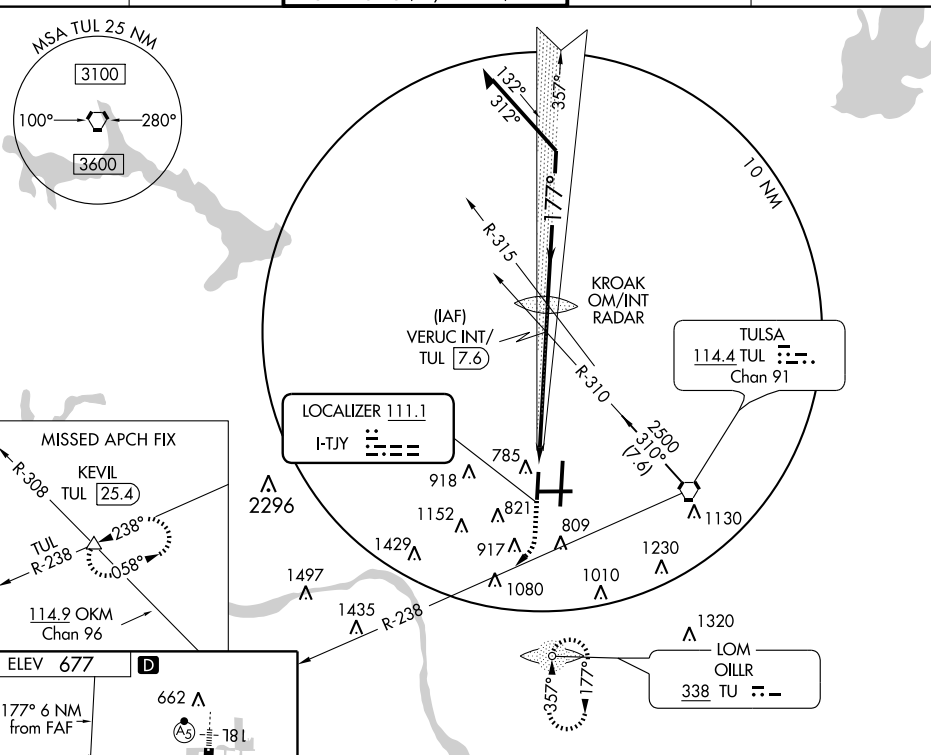 MSA TUL 25 NM
3100
100°
280°
3600
132°
312°
357°
177°
10 NM
R-315
R-310
KROAK
OM/INT
RADAR
(IAF)
VERUC INT/
TUL 7.6
TULSA
114.4 TUL
Chan 91
2500
310°
(7.6)
LOCALIZER 111.1
I-TJY
785
918
821
1152
809
917
1429
1130
1230
1080
1010
1497
1435
R-238
2296
1320
MISSED APCH FIX
R-308
KEVIL
TUL 25.4
238°
TUL
R-238
058°
114.9 OKM
Chan 96
LOM
OILLR
338 TU
357°
177°
ELEV 677
D
662
177° 6 NM
from FAF
A5
18L